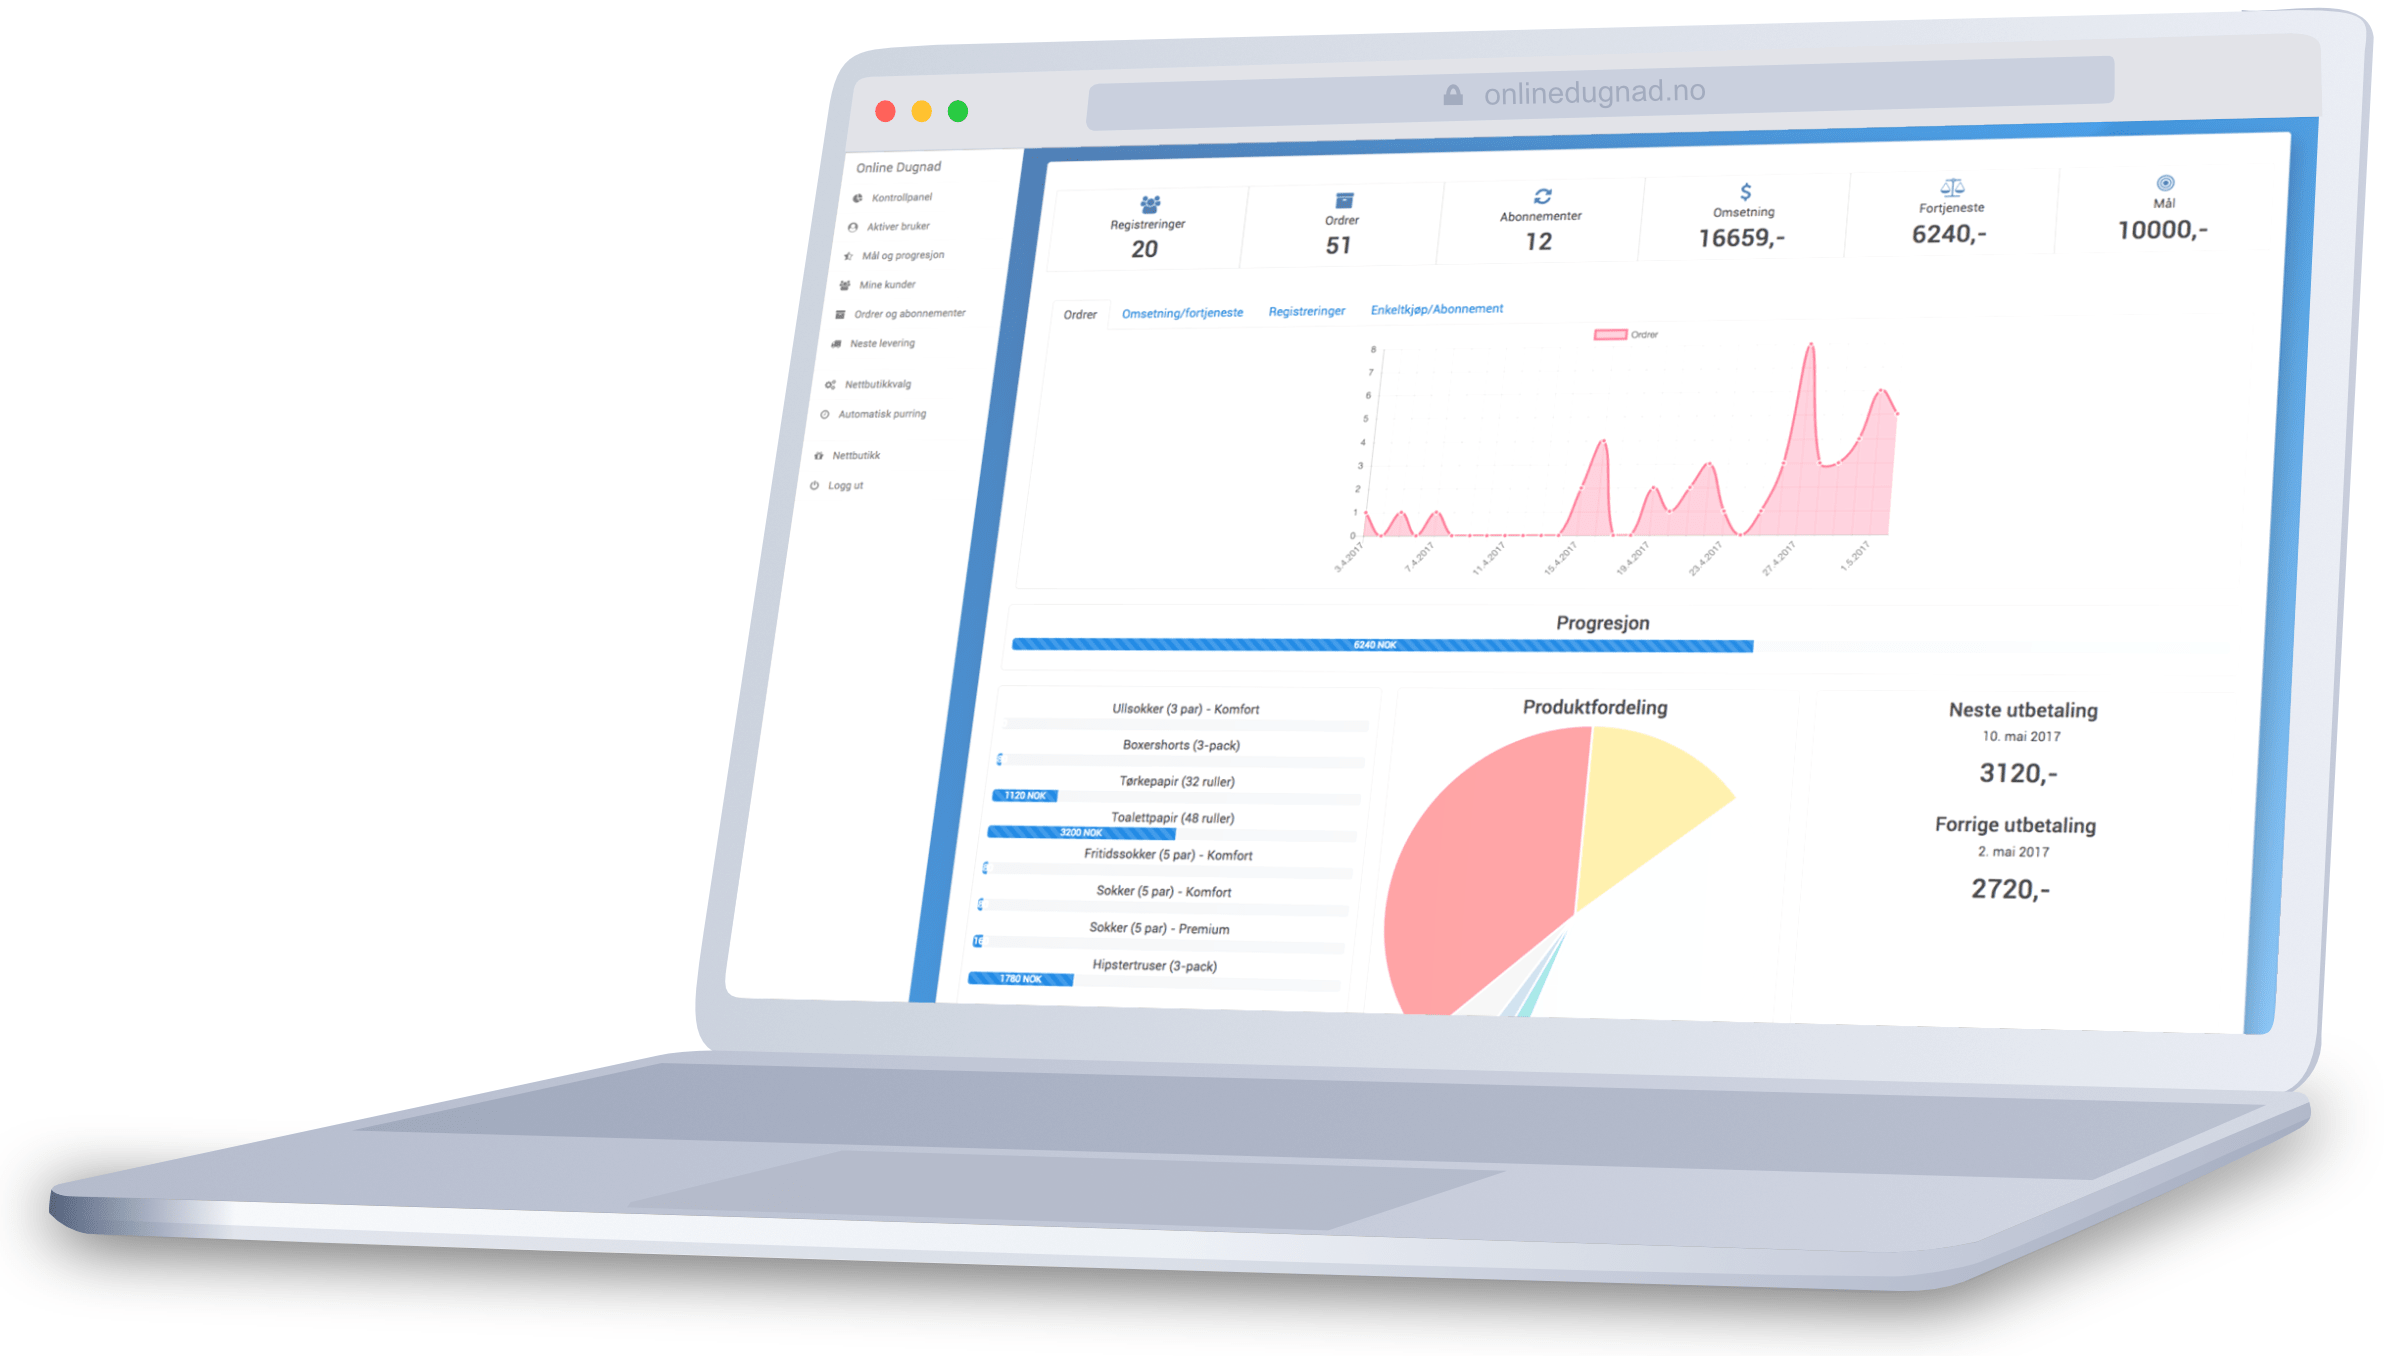 onlinedugnad.no
Online Dugnad
Kontrollpanel
Aktiver bruker
Mål og progresjon
Mine kunder
Ordrer og abonnementer
Neste levering
Nettbutikkvalg
Automatisk purring
Nettbutikk
Logg ut
Registreringer
20
Ordrer
51
Abonnementer
12
Omsetning
16659,-
Fortjeneste
6240,-
Mål
10000,-
Ordrer Omsetning/fortjeneste Registreringer Enkeltkjøp/Abonnement
Ordrer
8
7
6
5
4
3
2
1
0
3.4.2017 7.4.2017 11.4.2017 15.4.2017 19.4.2017 23.4.2017 27.4.2017 1.5.2017
Progresjon
6240 NOK
Ullsokker (3 par) - Komfort
Boxershorts (3-pack)
Tørkepapir (32 ruller)
1120 NOK
Toalettpapir (48 ruller)
3200 NOK
Fritidssokker (5 par) - Komfort
Sokker (5 par) - Komfort
Sokker (5 par) - Premium
Hipstertruser (3-pack)
1780 NOK
Produktfordeling
Neste utbetaling
10. mai 2017
3120,-
Forrige utbetaling
2. mai 2017
2720,-